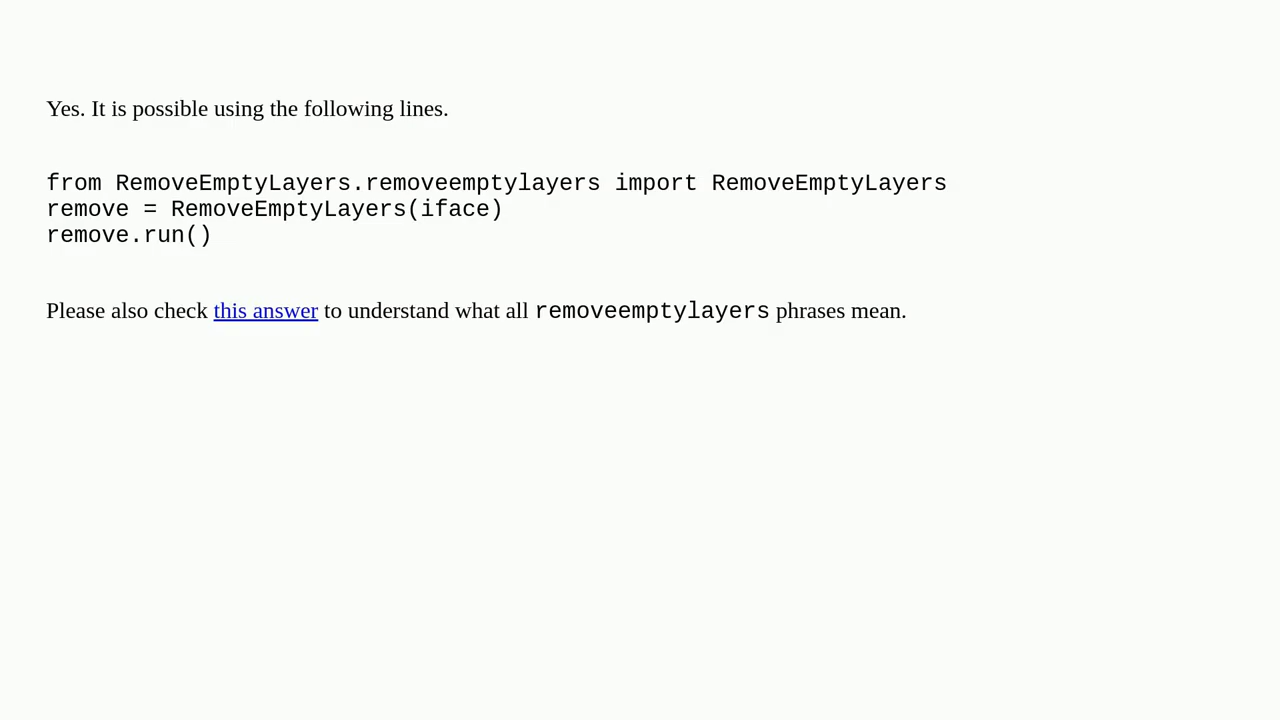 Yes. It is possible using the following lines.
from RemoveEmptyLayers.removeemptylayers import RemoveEmptyLayers
remove = RemoveEmptyLayers(iface)
remove.run()
Please also check this answer to understand what all removeemptylayers phrases mean.